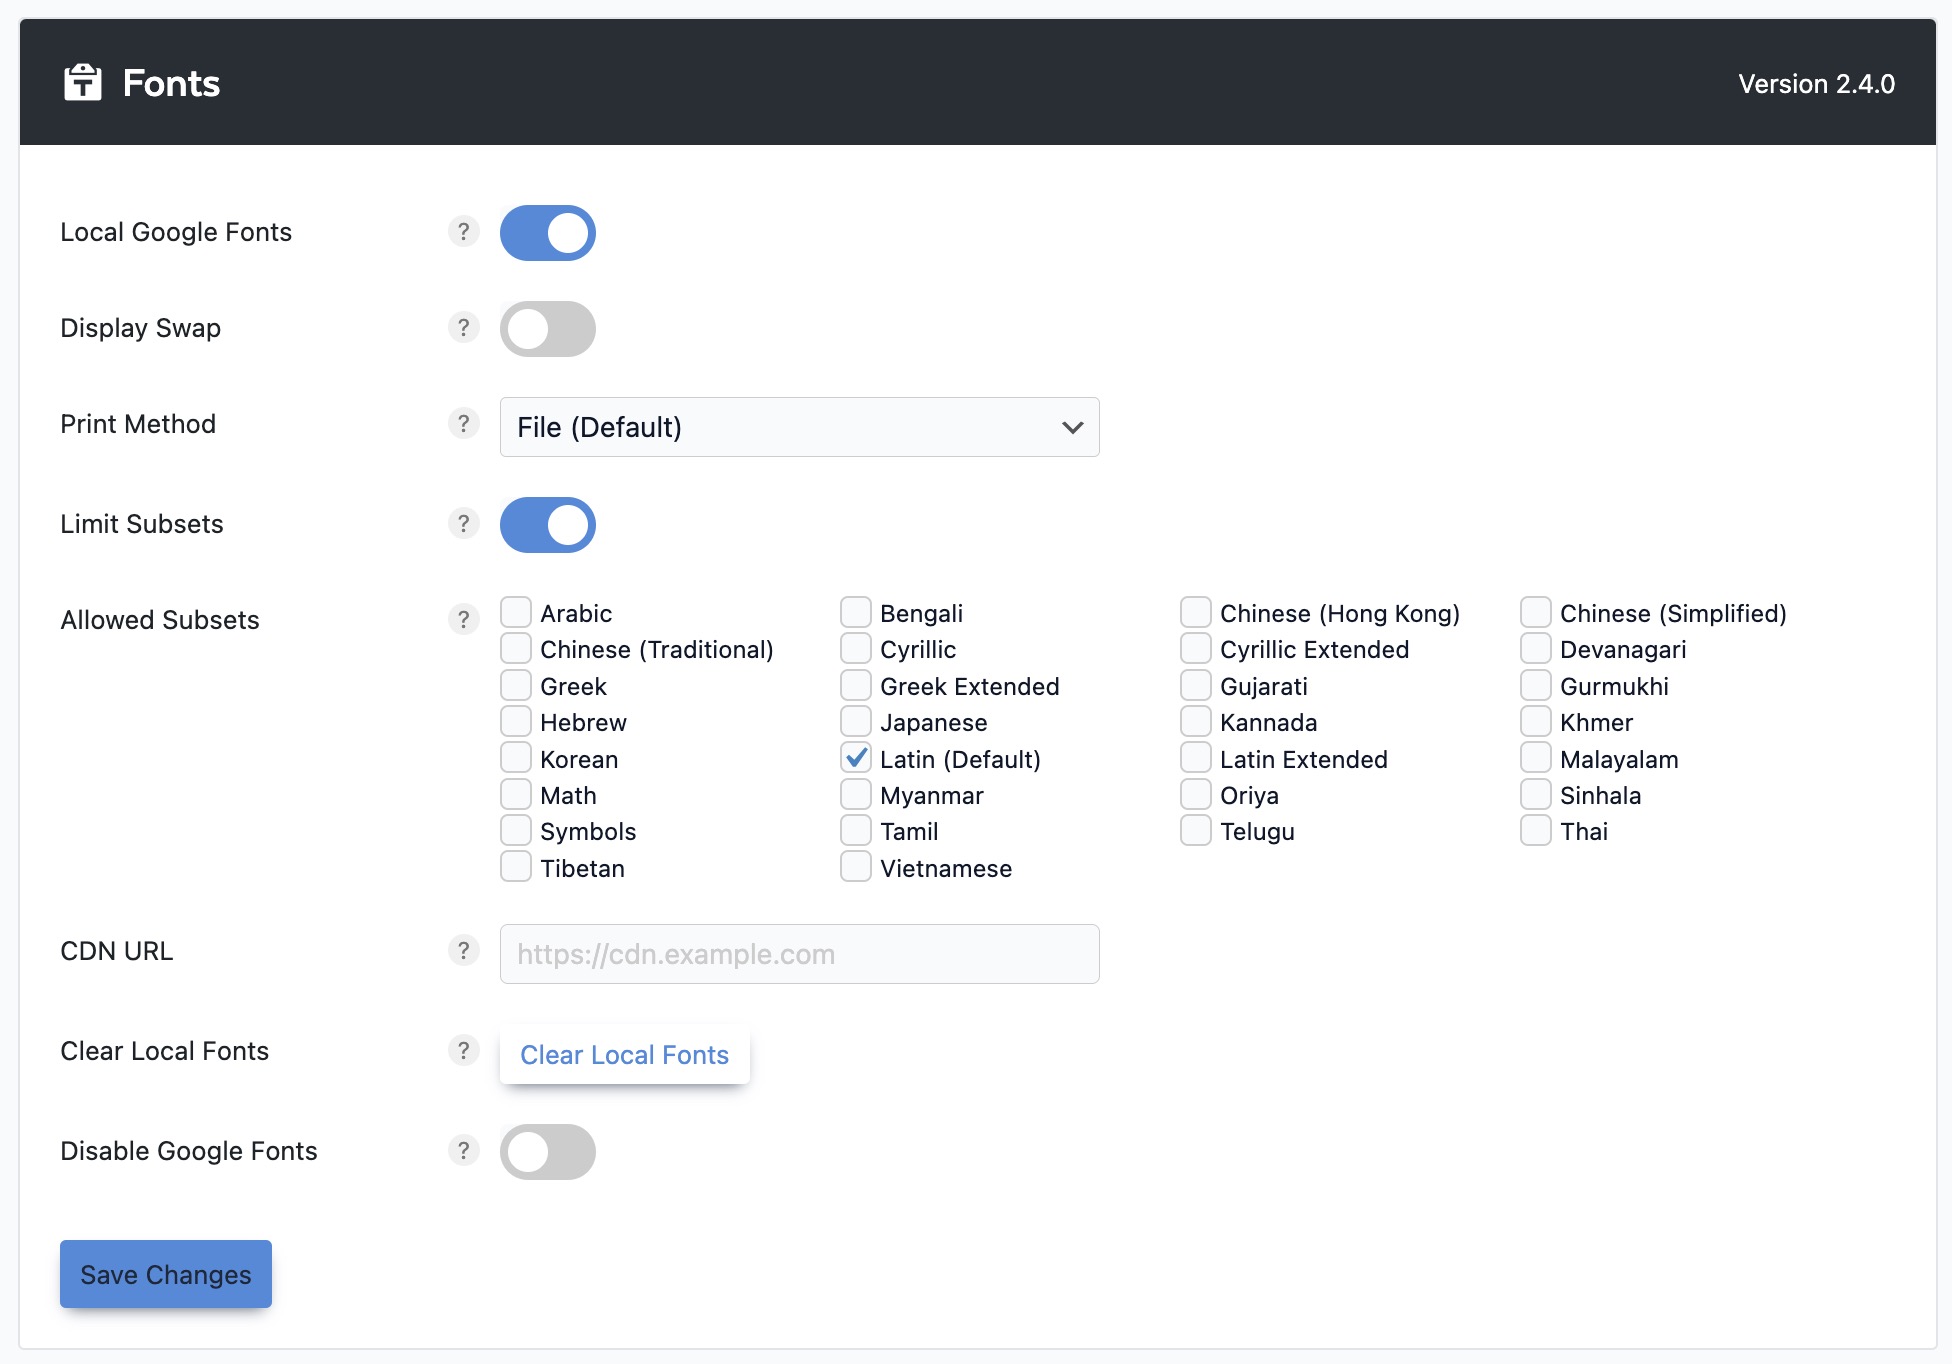 Fonts
Version 2.4.0
Local Google Fonts ?
Display Swap ?
Print Method ? File (Default)
Limit Subsets ?
Allowed Subsets ? Arabic Bengali Chinese (Hong Kong) Chinese (Simplified)
Chinese (Traditional) Cyrillic Cyrillic Extended Devanagari
Greek Greek Extended Gujarati Gurmukhi
Hebrew Japanese Kannada Khmer
Korean Latin (Default) Latin Extended Malayalam
Math Myanmar Oriya Sinhala
Symbols Tamil Telugu Thai
Tibetan Vietnamese
CDN URL ? https://cdn.example.com
Clear Local Fonts ? Clear Local Fonts
Disable Google Fonts ?
Save Changes